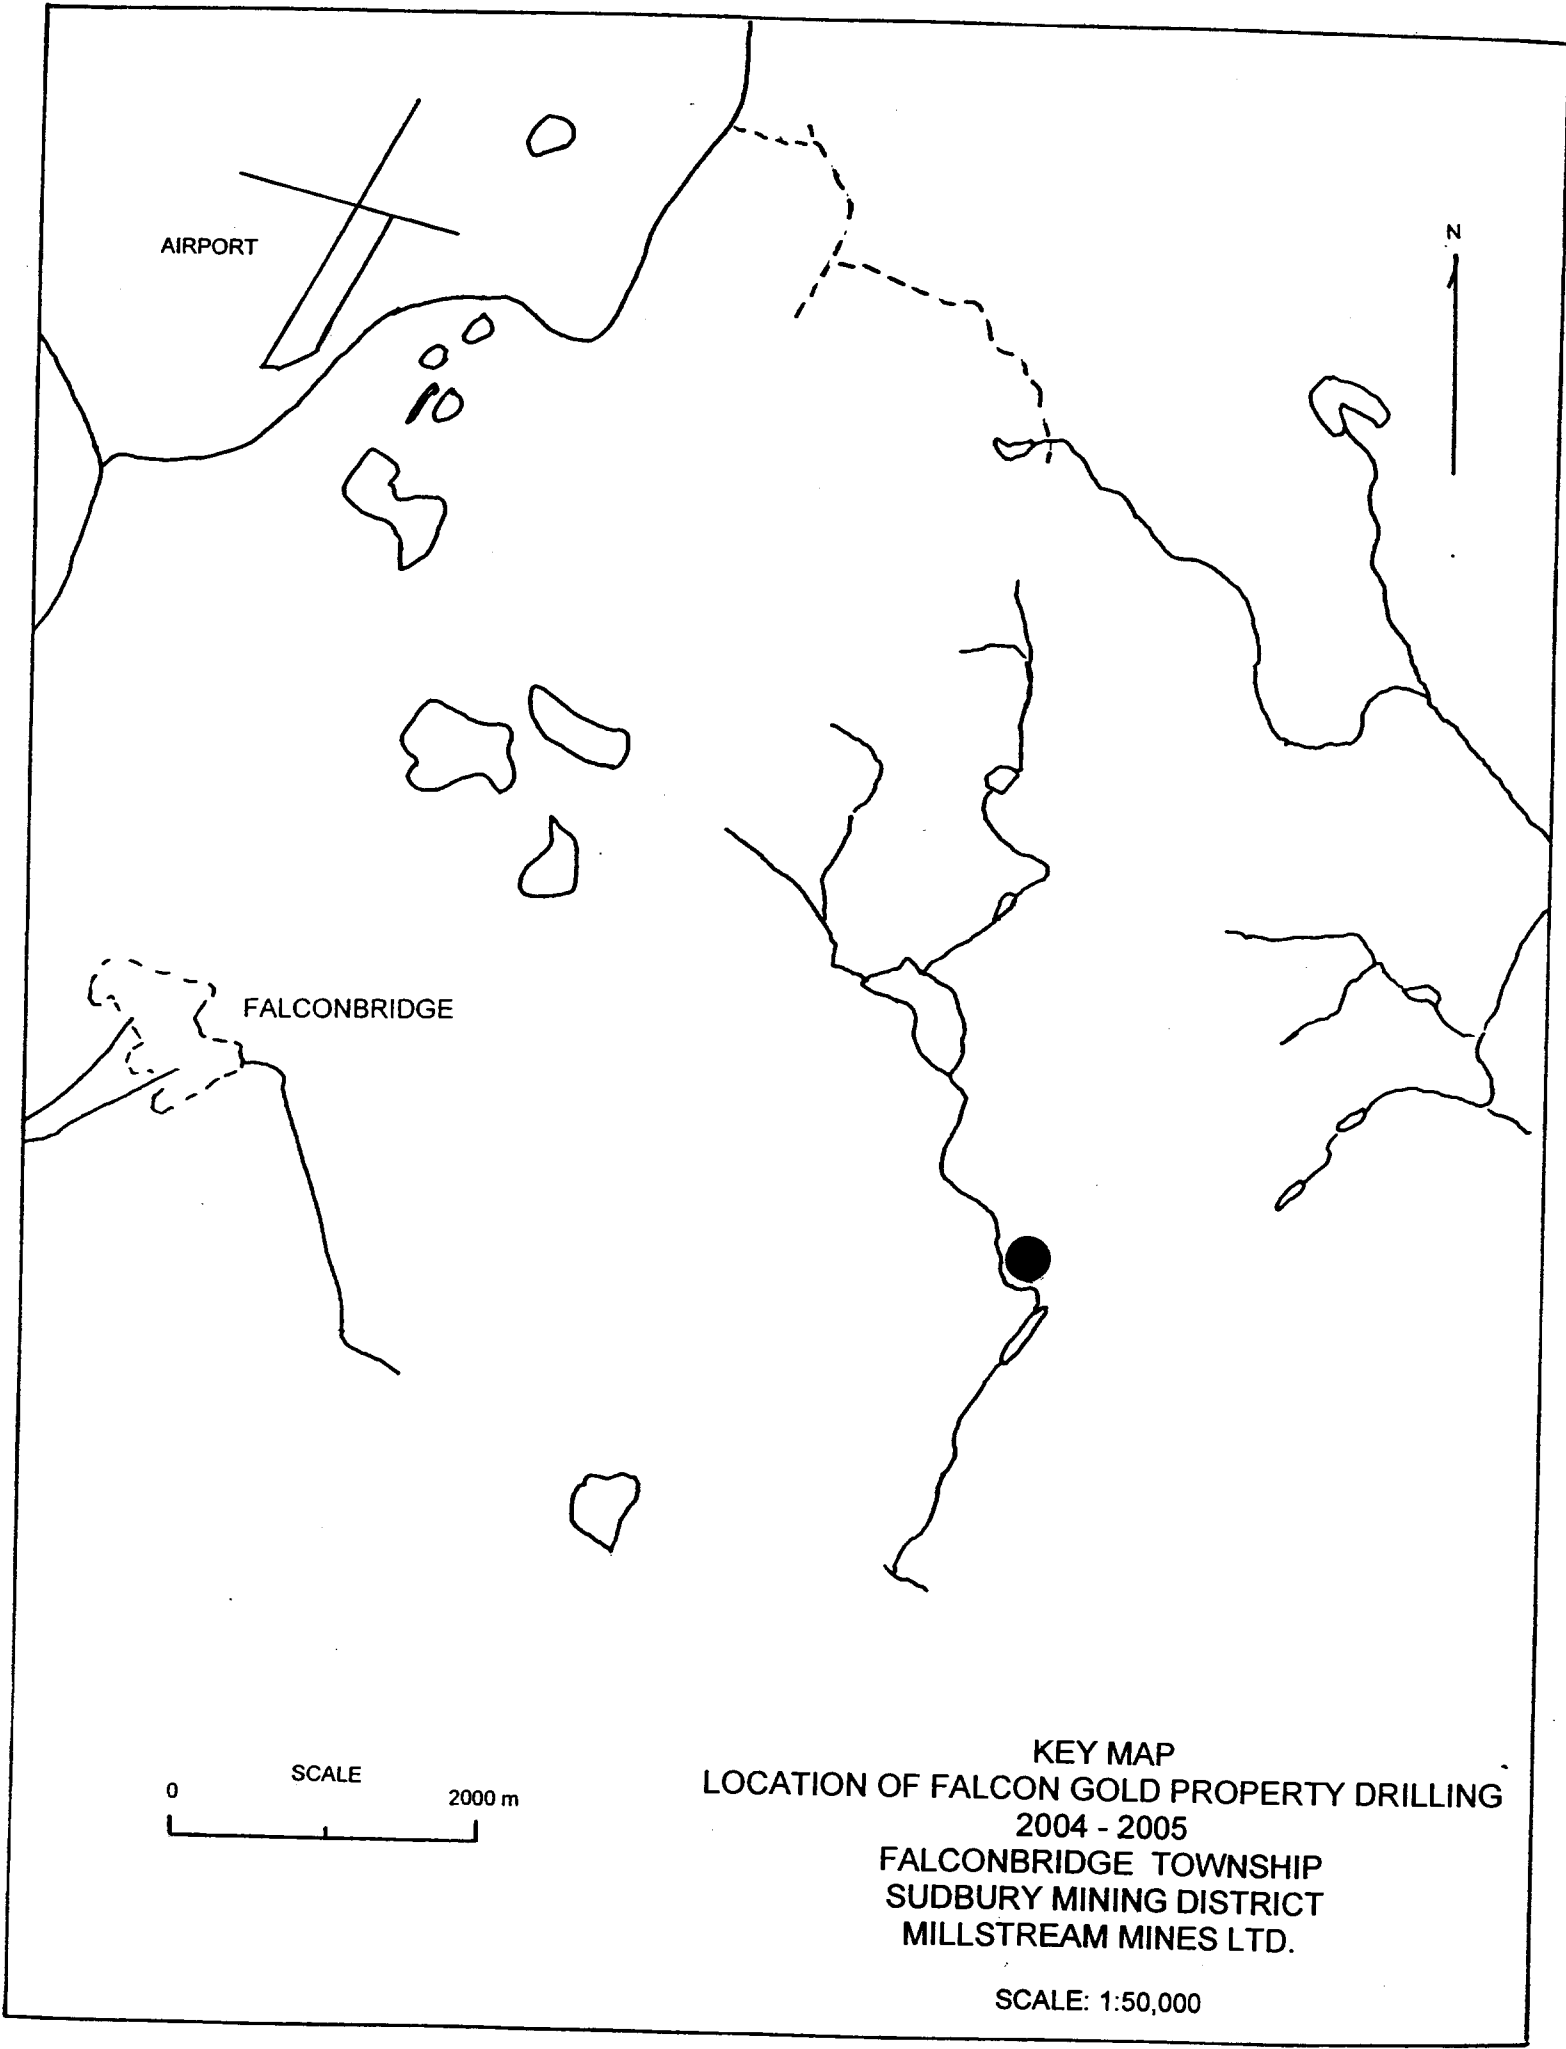 AIRPORT
N
FALCONBRIDGE
SCALE
0
2000 m
KEY MAP
LOCATION OF FALCON GOLD PROPERTY DRILLING
2004 - 2005
FALCONBRIDGE TOWNSHIP
SUDBURY MINING DISTRICT
MILLSTREAM MINES LTD.
SCALE: 1:50,000